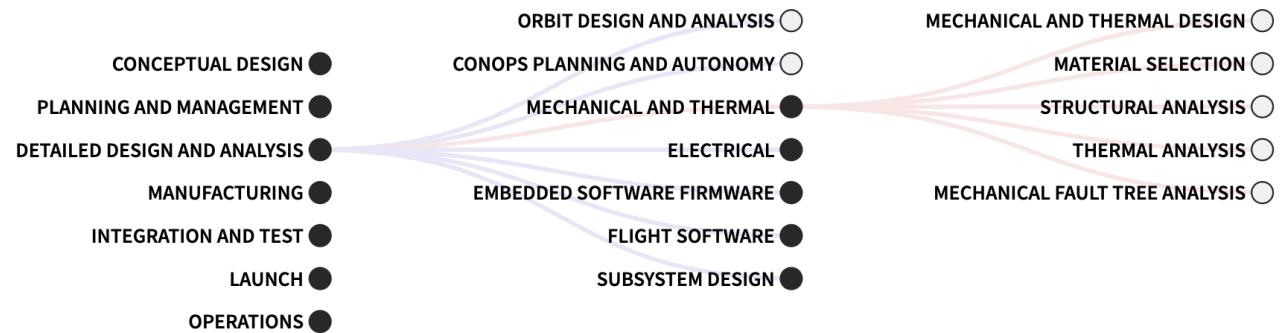 CONCEPTUAL DESIGN
PLANNING AND MANAGEMENT
DETAILED DESIGN AND ANALYSIS
MANUFACTURING
INTEGRATION AND TEST
LAUNCH
OPERATIONS
ORBIT DESIGN AND ANALYSIS
CONOPS PLANNING AND AUTONOMY
MECHANICAL AND THERMAL
ELECTRICAL
EMBEDDED SOFTWARE FIRMWARE
FLIGHT SOFTWARE
SUBSYSTEM DESIGN
MECHANICAL AND THERMAL DESIGN
MATERIAL SELECTION
STRUCTURAL ANALYSIS
THERMAL ANALYSIS
MECHANICAL FAULT TREE ANALYSIS